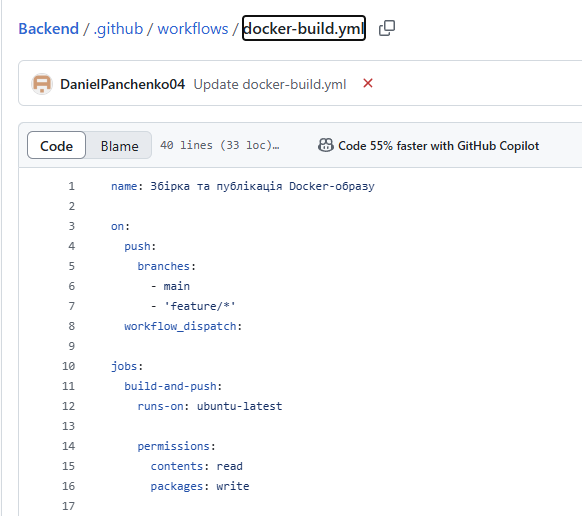 Backend / .github / workflows / docker-build.yml
DanielPanchenko04 Update docker-build.yml
Code Blame 40 lines (33 loc)… Code 55% faster with GitHub Copilot
1 name: Збірка та публікація Docker-образу
2
3 on:
4 push:
5 branches:
6 - main
7 - 'feature/*'
8 workflow_dispatch:
9
10 jobs:
11 build-and-push:
12 runs-on: ubuntu-latest
13
14 permissions:
15 contents: read
16 packages: write
17